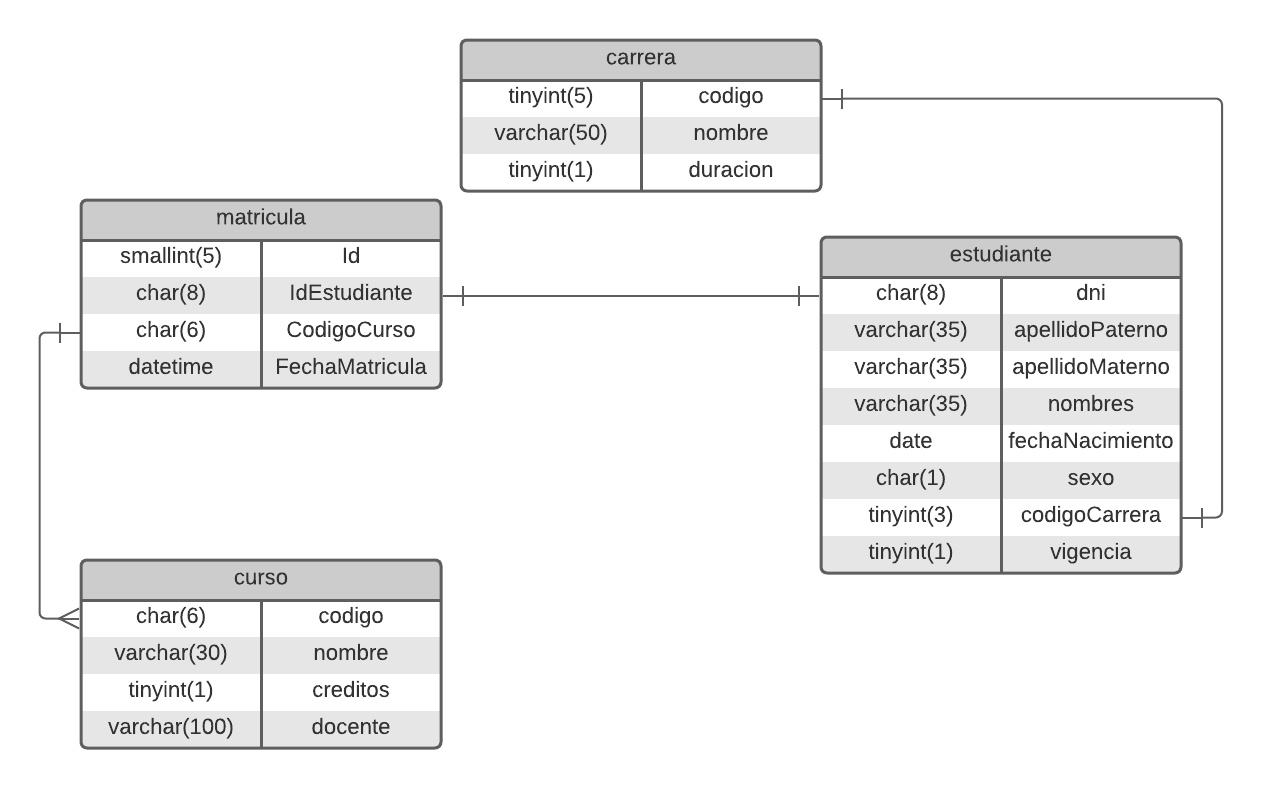 carrera
tinyint(5) codigo
varchar(50) nombre
tinyint(1) duracion
matricula
smallint(5) Id
char(8) IdEstudiante
char(6) CodigoCurso
datetime FechaMatricula
estudiante
char(8) dni
varchar(35) apellidoPaterno
varchar(35) apellidoMaterno
varchar(35) nombres
date fechaNacimiento
char(1) sexo
tinyint(3) codigoCarrera
tinyint(1) vigencia
curso
char(6) codigo
varchar(30) nombre
tinyint(1) creditos
varchar(100) docente